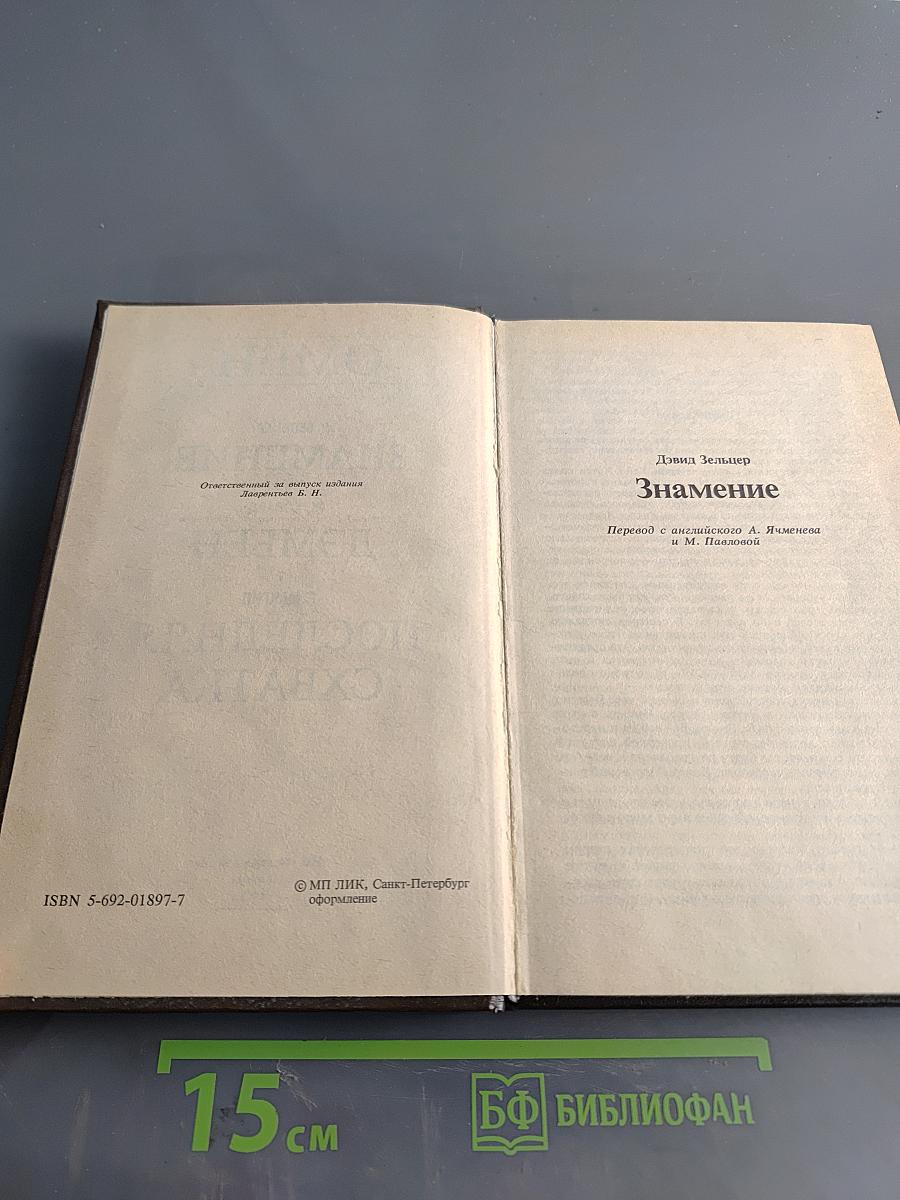 Ответственный за выпуск издания
Лаврентьев Б. Н.
ISBN 5-692-01897-7
© МП ЛИК, Санкт-Петербург
оформление
Дэвид Зельцер
Знамение
Перевод с английского А. Ячменева
и М. Павловой
15 см
БФ БИБЛИОФАН